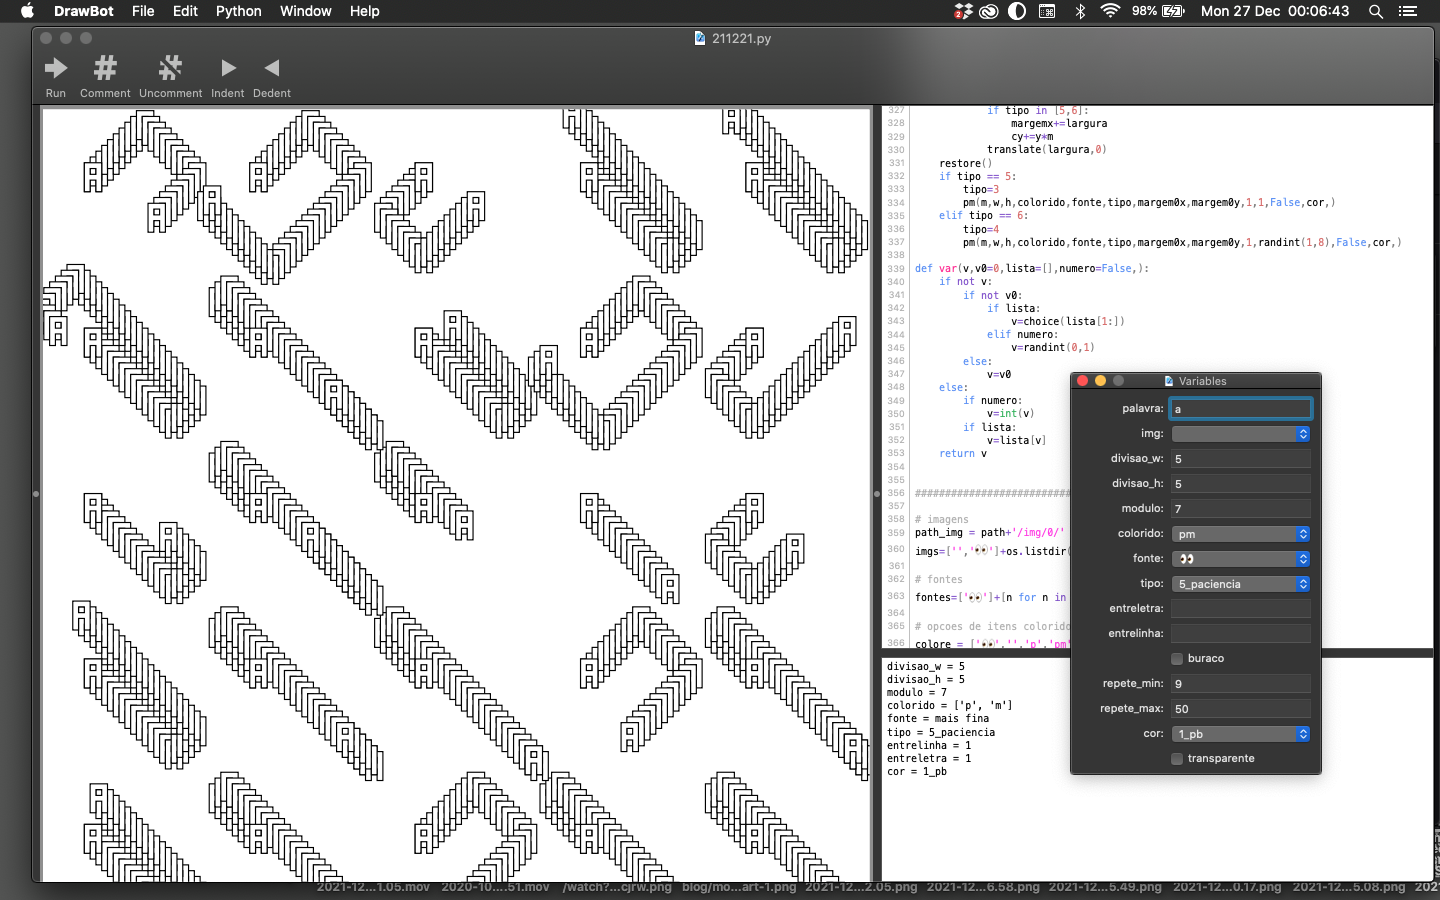 DrawBot File Edit Python Window Help 2 98% Mon 27 Dec 00:06:43
211221.py
Run Comment Uncomment Indent Dedent
327 if tipo in [5,6]:
328 margemx+=largura
329 cy+=y*m
330 translate(largura,0)
331 restore()
332 if tipo == 5:
333 tipo=3
334 pm(m,w,h,colorido,fonte,tipo,margem0x,margem0y,1,1,False,cor,)
335 elif tipo == 6:
336 tipo=4
337 pm(m,w,h,colorido,fonte,tipo,margem0x,margem0y,1,randint(1,8),False,cor,)
338
339 def var(v,v0=0,lista=[],numero=False,):
340 if not v:
341 if not v0:
342 if lista:
343 v=choice(lista[1:])
344 elif numero:
345 v=randint(0,1)
346 else:
347 v=v0
348 else:
349 if numero:
350 v=int(v)
351 if lista:
352 v=lista[v]
353 return v
354
355
356 ##########################
357
358 # imagens
359 path_img = path+'/img/0/'
360 imgs=['','👀']+os.listdir(
361
362 # fontes
363 fontes=['👀']+[n for n in
364
365 # opcoes de itens colorido
366 colore = ['👀','','p','pm'
Variables
palavra: a
img:
divisao_w: 5
divisao_h: 5
modulo: 7
colorido: pm
fonte: 👀
tipo: 5_paciencia
entreletra:
entrelinha:
buraco
repete_min: 9
repete_max: 50
cor: 1_pb
transparente
divisao_w = 5
divisao_h = 5
modulo = 7
colorido = ['p', 'm']
fonte = mais fina
tipo = 5_paciencia
entrelinha = 1
entreletra = 1
cor = 1_pb
2021-12...1.05.mov 2020-10....51.mov /watch?...cjrw.png blog/mo...art-1.png 2021-12...2.05.png 2021-12...6.58.png 2021-12...5.49.png 2021-12...0.17.png 2021-12...5.08.png